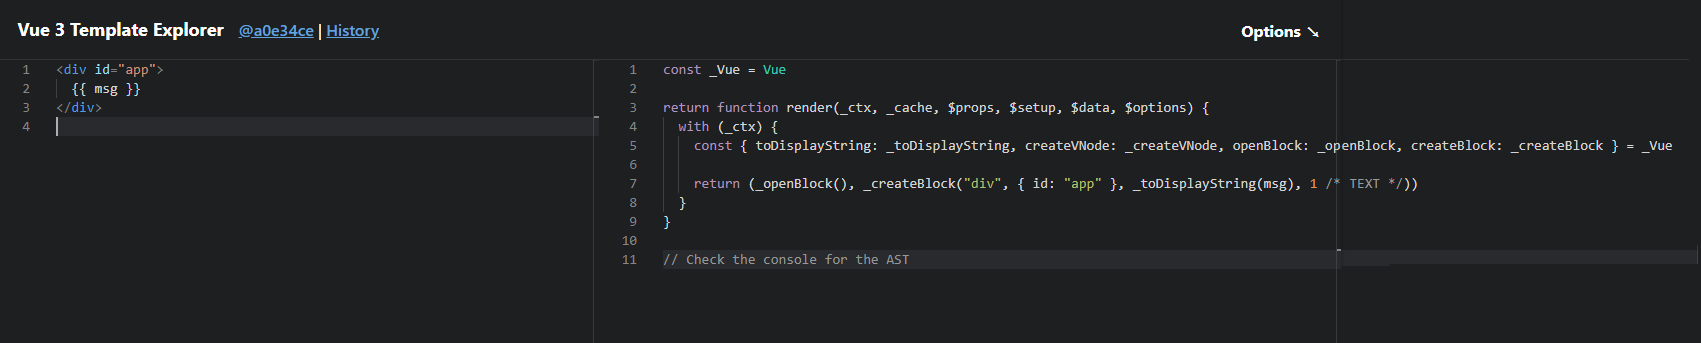 Vue 3 Template Explorer @a0e34ce | History
Options ↘
1 <div id="app">
2 {{ msg }}
3 </div>
4
1 const _Vue = Vue
2
3 return function render(_ctx, _cache, $props, $setup, $data, $options) {
4 with (_ctx) {
5 const { toDisplayString: _toDisplayString, createVNode: _createVNode, openBlock: _openBlock, createBlock: _createBlock } = _Vue
6
7 return (_openBlock(), _createBlock("div", { id: "app" }, _toDisplayString(msg), 1 /* TEXT */))
8 }
9 }
10
11 // Check the console for the AST